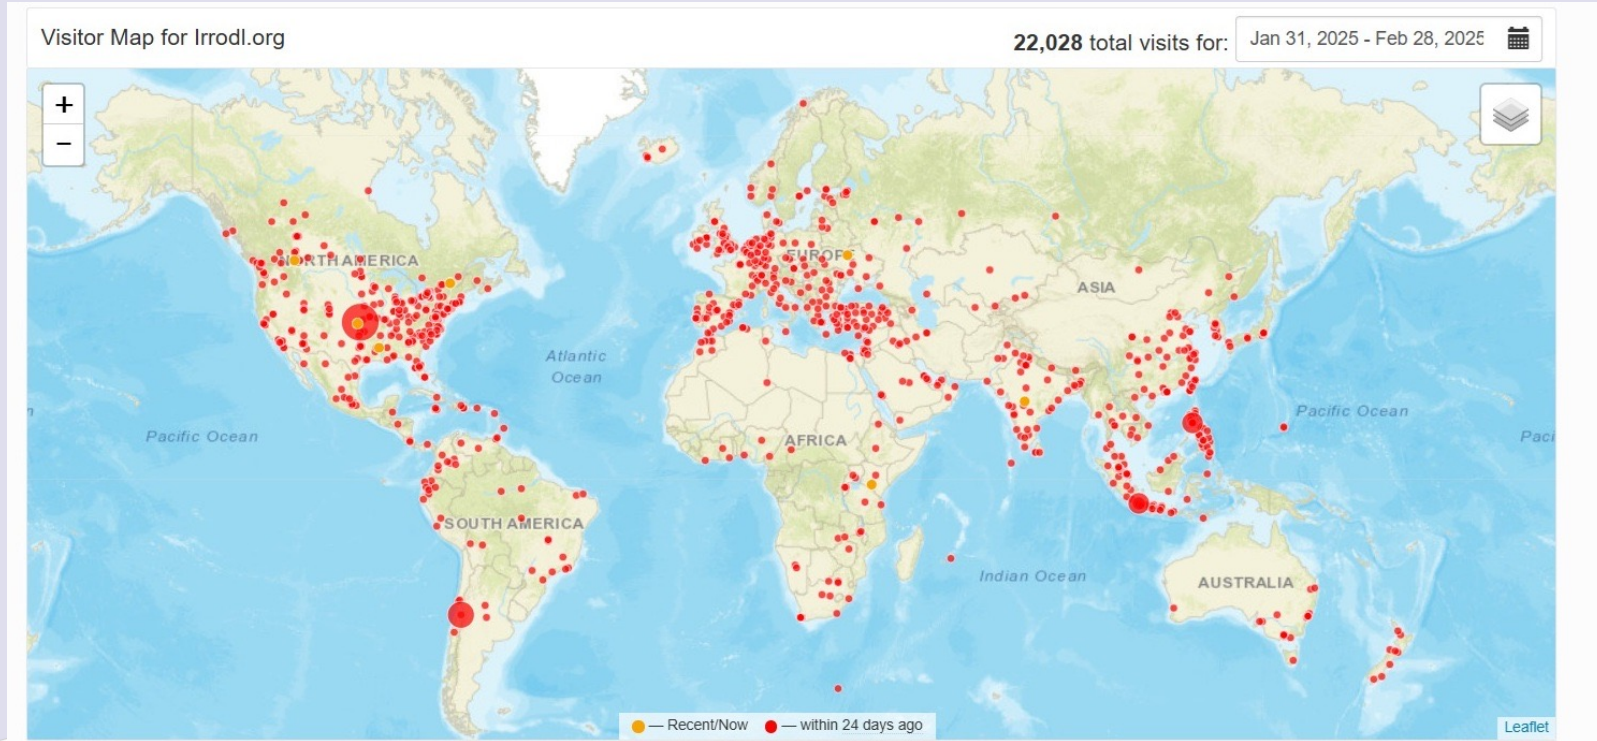 Visitor Map for Irrodl.org
22,028 total visits for:
Jan 31, 2025 - Feb 28, 2025
+
−
NORTH AMERICA
EUROPE
ASIA
Atlantic
Ocean
Pacific Ocean
Pacific Ocean
Paci
n
AFRICA
SOUTH AMERICA
Indian Ocean
AUSTRALIA
— Recent/Now
— within 24 days ago
Leaflet